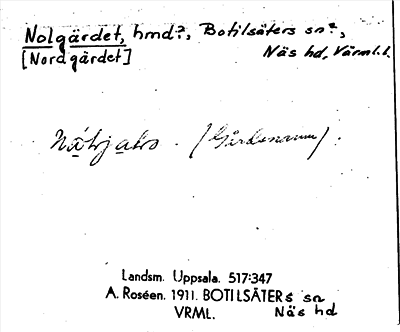 Nolgärdet, hmd?, Botilsäters sn?,
[Nordgärdet] Näs hd, Värml.l.
(Gårdsnamn).
Landsm. Uppsala. 517:347
A. Roséen. 1911. BOTILSÄTERs sn
VRML. Näs hd